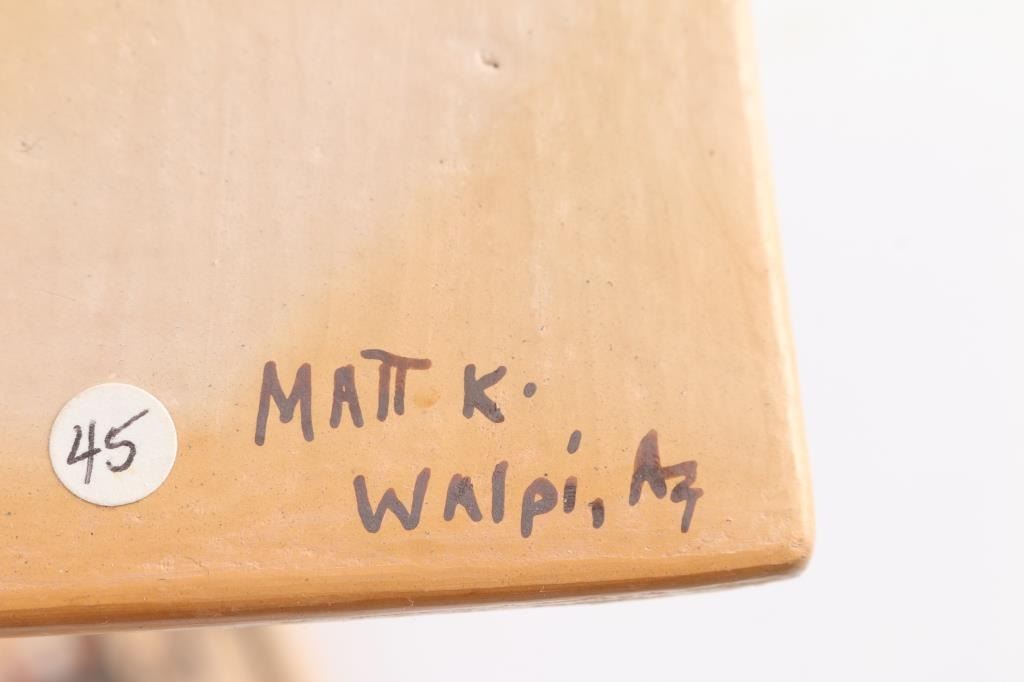 MATT K.
45
Walpi, Az